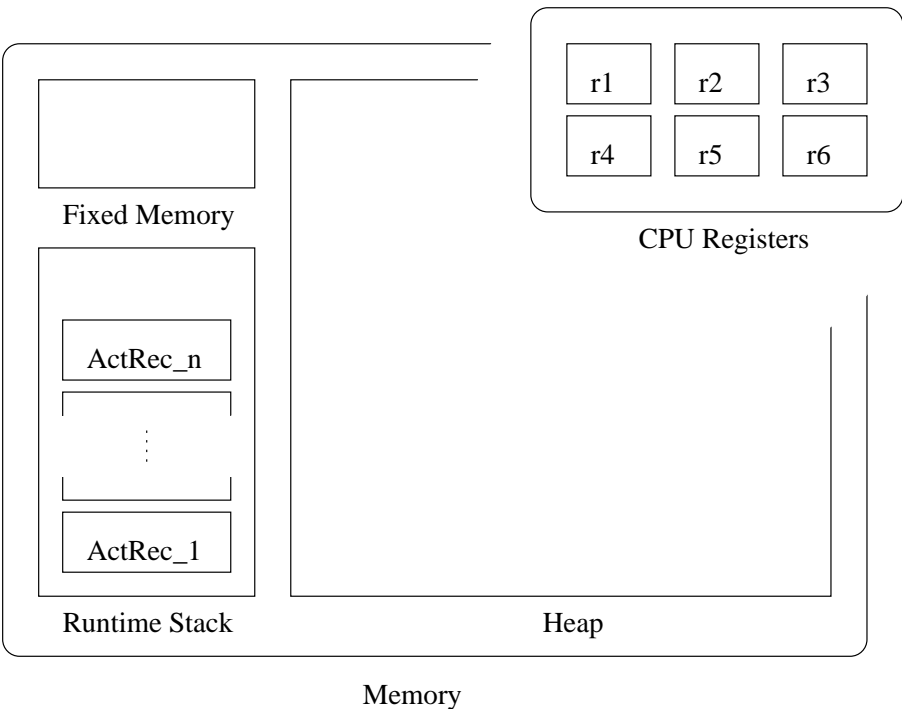 r1 r2 r3
r4 r5 r6
CPU Registers
Fixed Memory
ActRec_n
ActRec_1
Runtime Stack
Heap
Memory